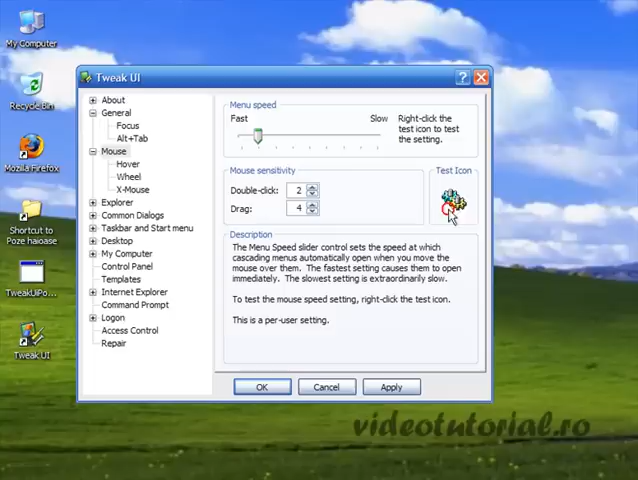 My Computer
Recycle Bin
Mozilla Firefox
Shortcut to
Poze haioase
TweakUiPo...
Tweak UI
Tweak UI
About
General
Focus
Alt+Tab
Mouse
Hover
Wheel
X-Mouse
Explorer
Common Dialogs
Taskbar and Start menu
Desktop
My Computer
Control Panel
Templates
Internet Explorer
Command Prompt
Logon
Access Control
Repair
Menu speed
Fast
Slow
Right-click the
test icon to test
the setting.
Mouse sensitivity
Double-click: 2
Drag: 4
Test Icon
Description
The Menu Speed slider control sets the speed at which
cascading menus automatically open when you move the
mouse over them. The fastest setting causes them to open
immediately. The slowest setting is extraordinarily slow.
To test the mouse speed setting, right-click the test icon.
This is a per-user setting.
OK
Cancel
Apply
videotutorial.ro